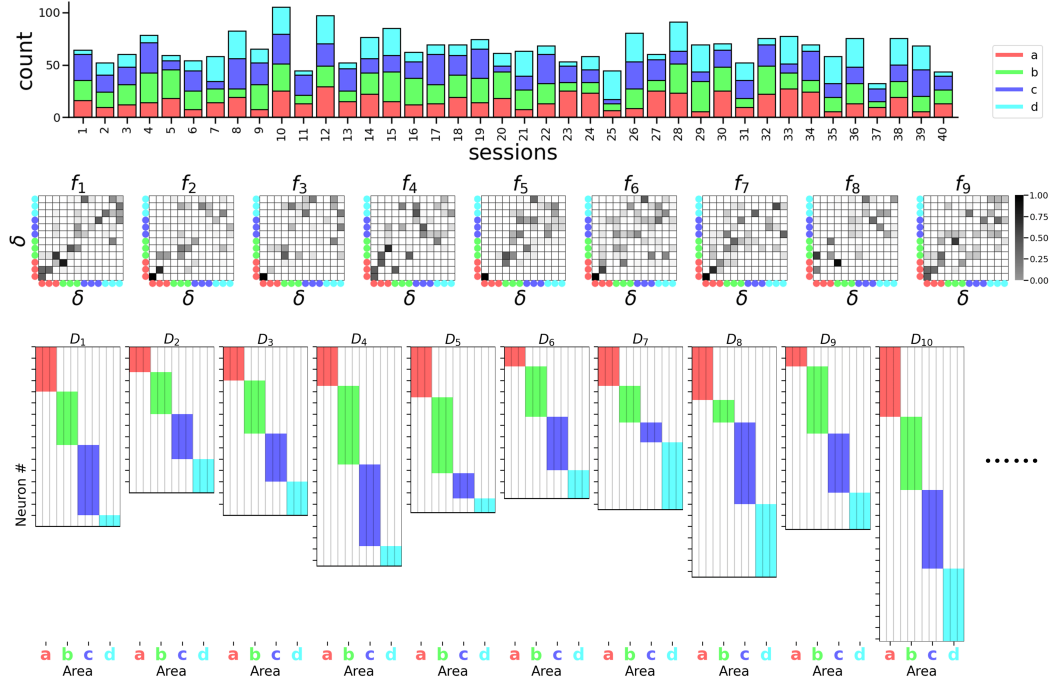 count
100
50
0
1 2 3 4 5 6 7 8 9 10 11 12 13 14 15 16 17 18 19 20 21 22 23 24 25 26 27 28 29 30 31 32 33 34 35 36 37 38 39 40
sessions
a
b
c
d
f1 f2 f3 f4 f5 f6 f7 f8 f9
δ
δ δ δ δ δ δ δ δ δ
1.00
0.75
0.50
0.25
0.00
D1 D2 D3 D4 D5 D6 D7 D8 D9 D10
Neuron #
......
a b c d a b c d a b c d a b c d a b c d a b c d a b c d a b c d a b c d a b c d
Area Area Area Area Area Area Area Area Area Area